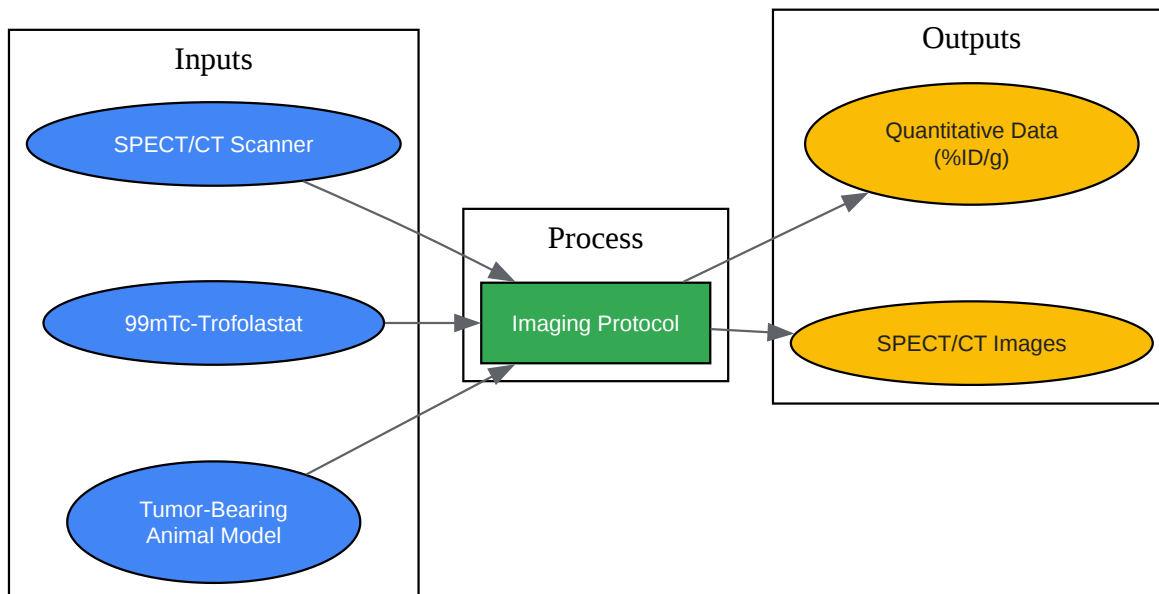 Inputs
SPECT/CT Scanner
99mTc-Trofolastat
Tumor-Bearing
Animal Model
Process
Imaging Protocol
Outputs
Quantitative Data
(%ID/g)
SPECT/CT Images